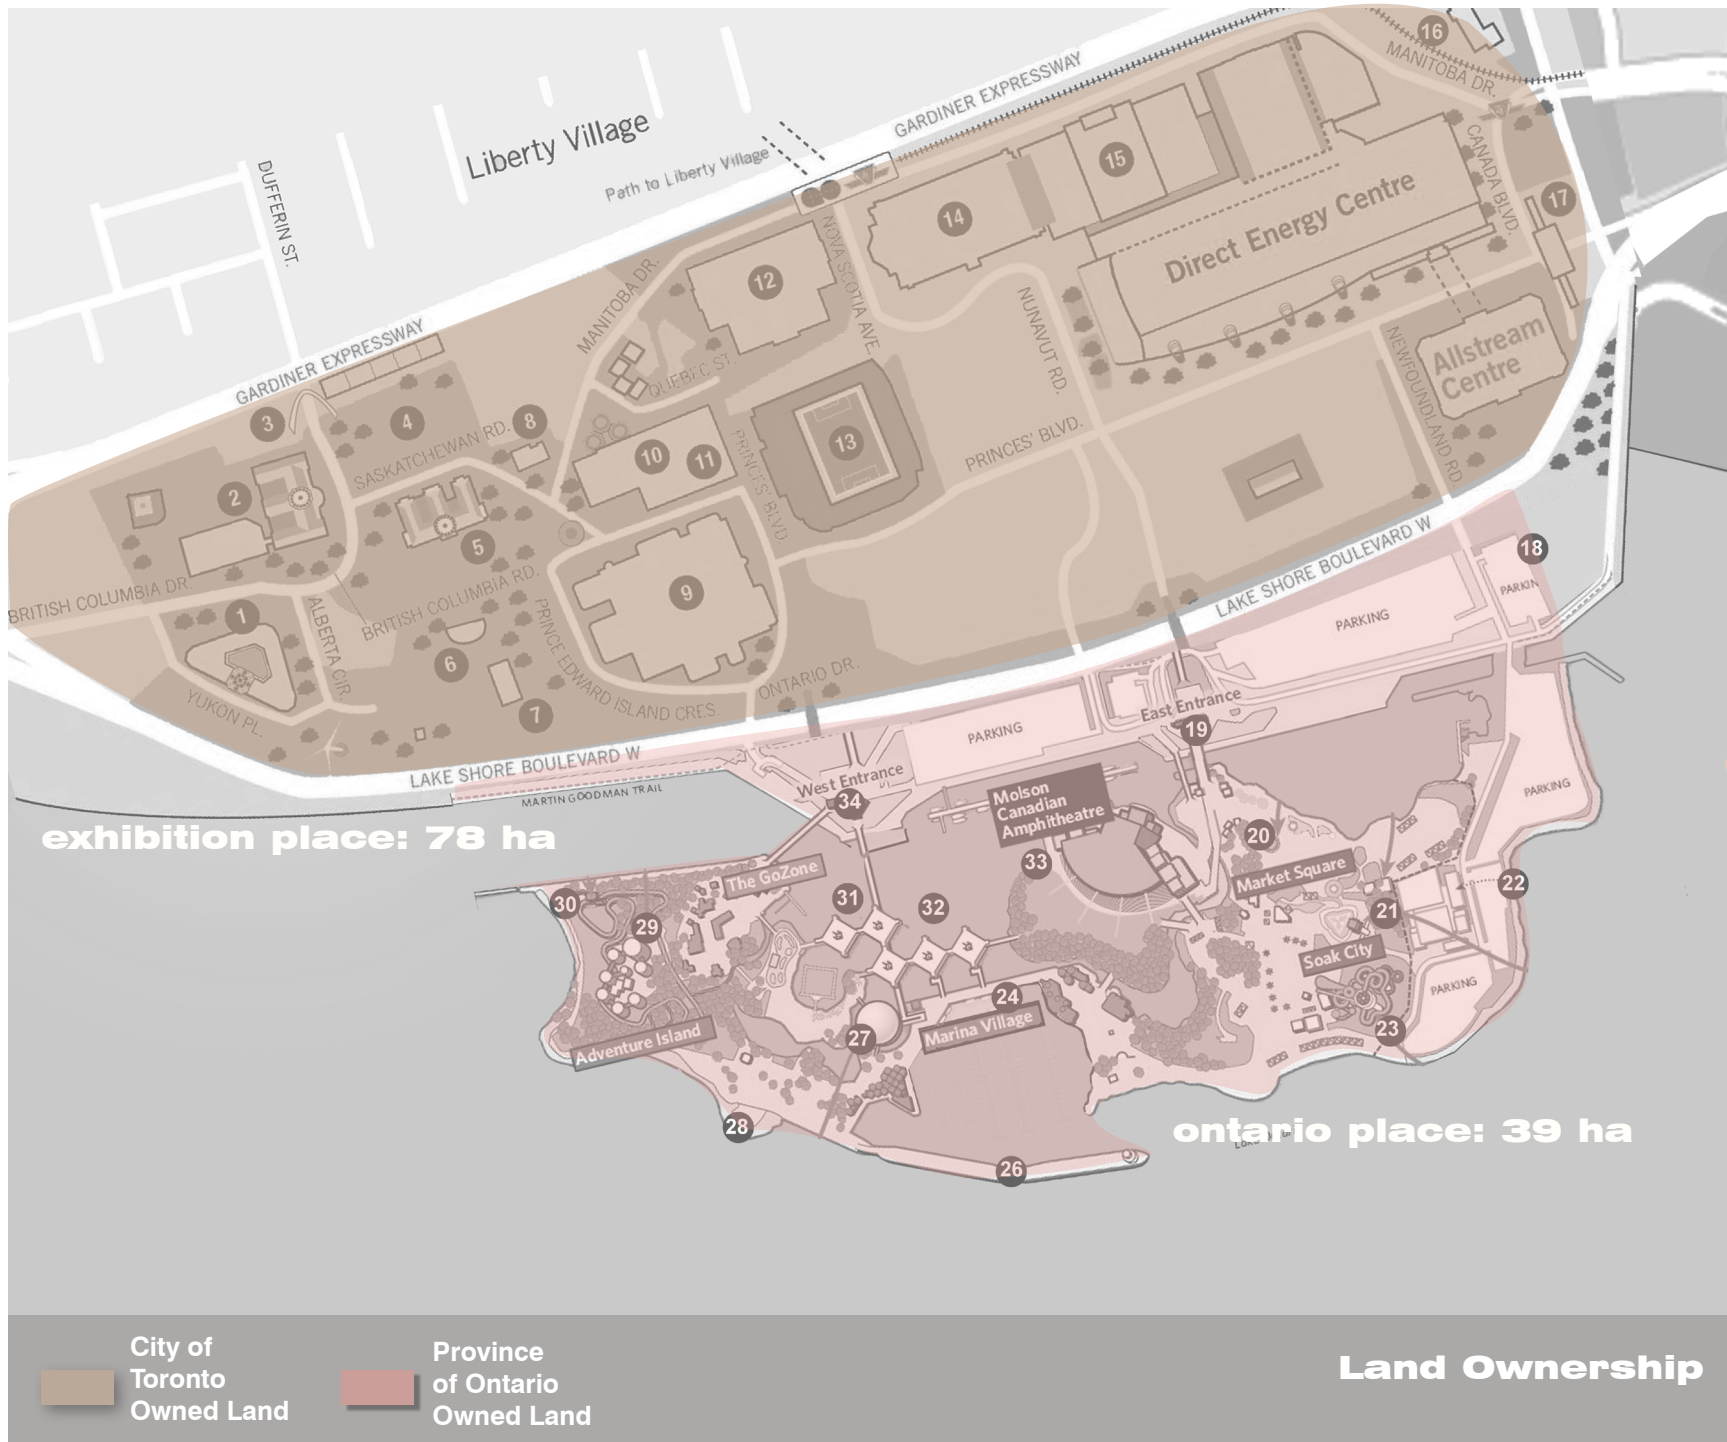 16
MANITOBA DR.
GARDINER EXPRESSWAY
Liberty Village
Path to Liberty Village
DUFFERIN ST.
15
CANADA BLVD.
17
14
Direct Energy Centre
NOVA SCOTIA AVE.
12
MANITOBA DR.
NUNAVUT RD.
GARDINER EXPRESSWAY
Allstream
Centre
NEWFOUNDLAND RD.
QUEBEC ST.
3
4
8
SASKATCHEWAN RD.
13
10
11
PRINCES' BLVD.
PRINCES' BLVD.
2
5
LAKE SHORE BOULEVARD W
18
PARKIN
PARKING
BRITISH COLUMBIA DR.
BRITISH COLUMBIA RD.
9
1
ALBERTA CIR.
6
PRINCE EDWARD ISLAND CRES.
ONTARIO DR.
YUKON PL.
7
East Entrance
19
PARKING
LAKE SHORE BOULEVARD W
MARTIN GOODMAN TRAIL
West Entrance
34
Molson
Canadian
Amphitheatre
PARKING
exhibition place: 78 ha
20
33
Market Square
The GoZone
30
31
32
22
21
29
Soak City
24
PARKING
Marina Village
27
23
Adventure Island
28
ontario place: 39 ha
26
City of
Toronto
Owned Land
Province
of Ontario
Owned Land
Land Ownership